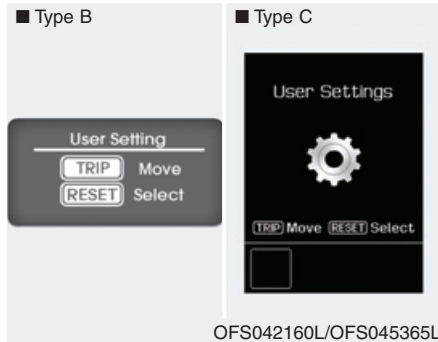 ■ Type B
■ Type C
User Setting
TRIP Move
RESET Select
User Settings
TRIP Move RESET Select
OFS042160L/OFS045365L